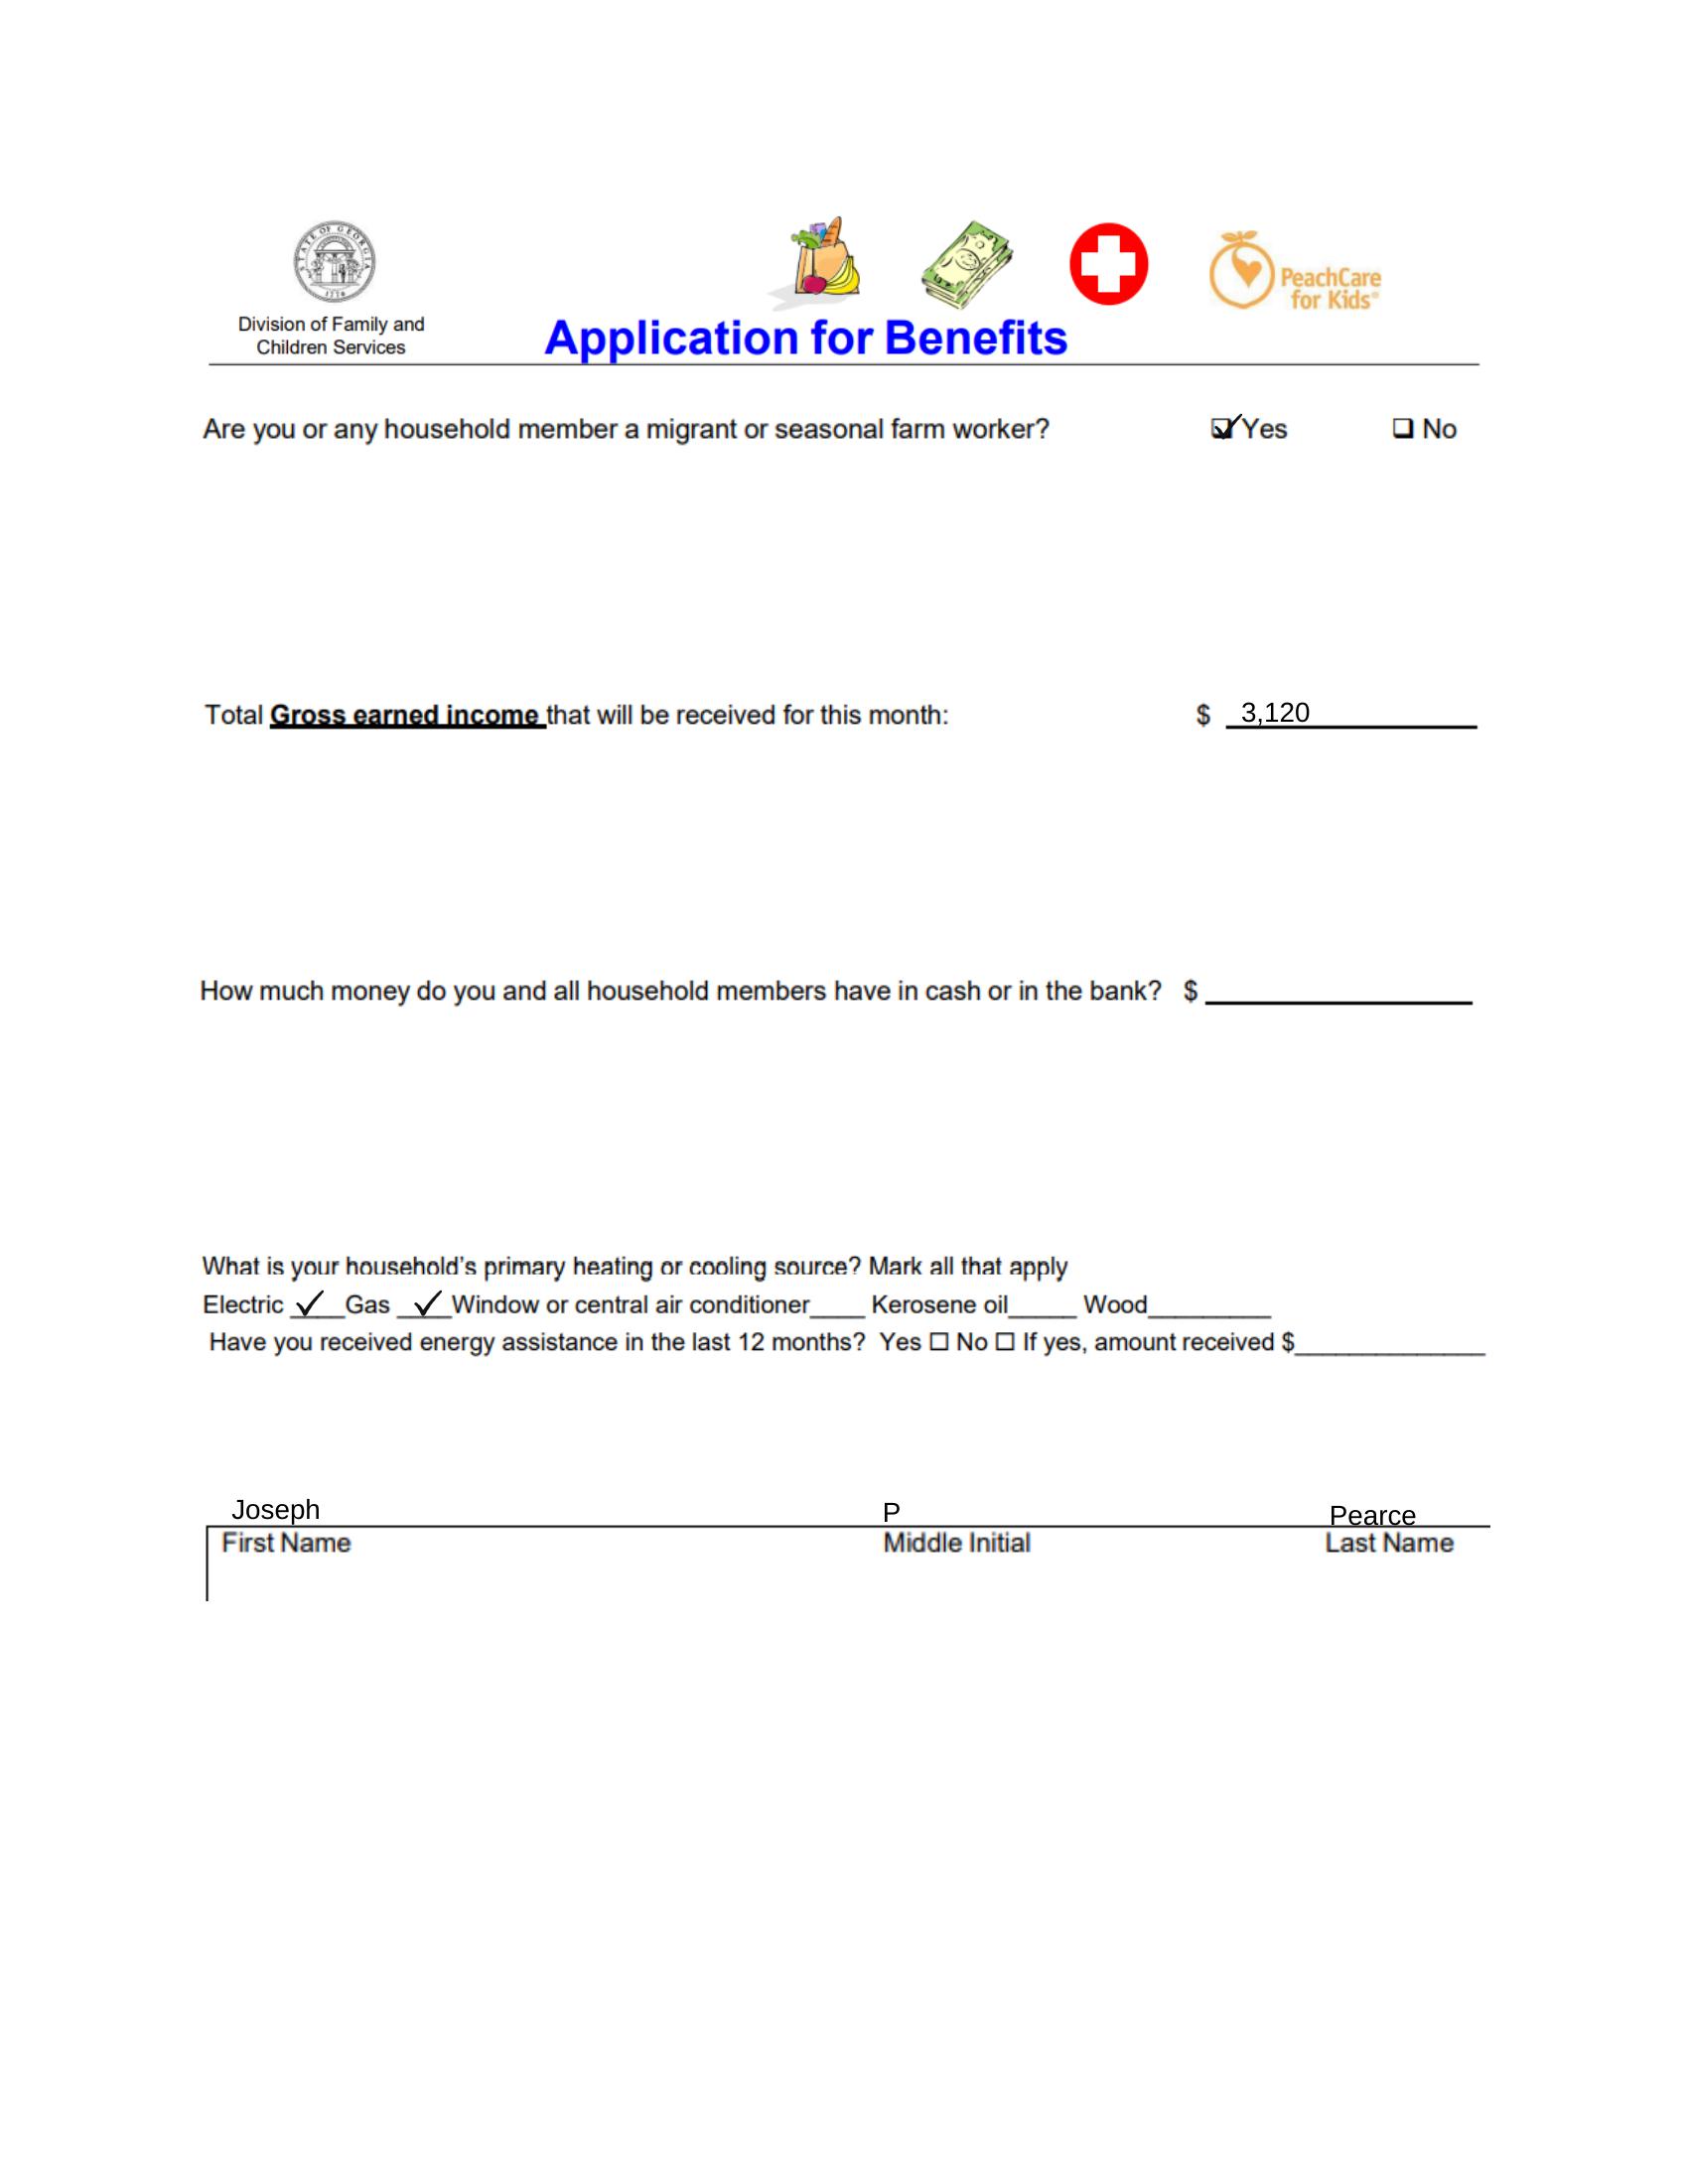 STATE OF GEORGIA
1776
PeachCare
for Kids®
Division of Family and
Children Services
Application for Benefits
Are you or any household member a migrant or seasonal farm worker? ❑✓ Yes ❑ No
Total Gross earned income that will be received for this month: $ 3,120
How much money do you and all household members have in cash or in the bank? $ __________
What is your household's primary heating or cooling source? Mark all that apply
Electric ✓ Gas ✓ Window or central air conditioner____ Kerosene oil_____ Wood_________
Have you received energy assistance in the last 12 months? Yes ☐ No ☐ If yes, amount received $______________
Joseph P Pearce
First Name Middle Initial Last Name